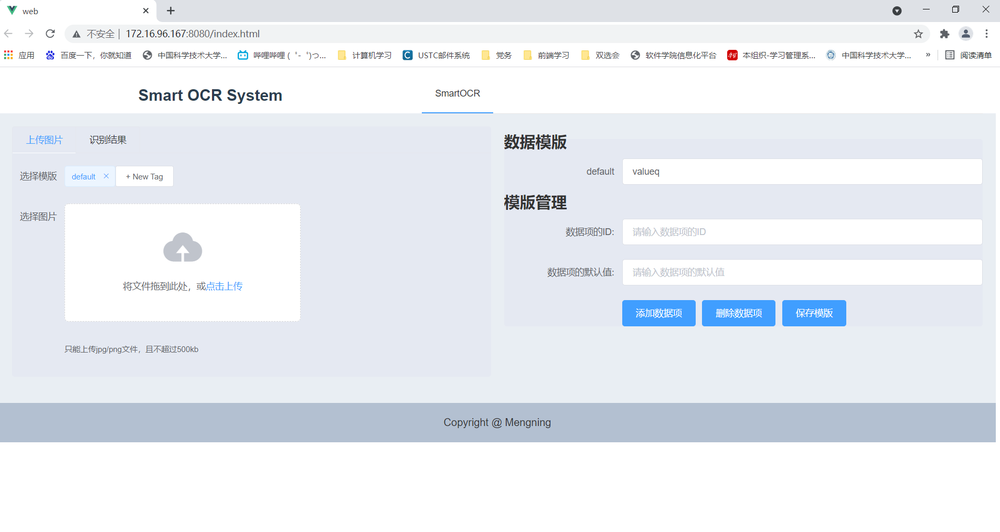 web
不安全 | 172.16.96.167:8080/index.html
应用 百度一下，你就知道 中国科学技术大学... 哔哩哔哩 ( ゜- ゜)つ... 计算机学习 USTC邮件系统 党务 前端学习 双选会 软件学院信息化平台 本组织-学习管理系... 中国科学技术大学... » 阅读清单
Smart OCR System SmartOCR
上传图片 识别结果
选择模版 default × + New Tag
选择图片
将文件拖到此处，或点击上传
只能上传jpg/png文件，且不超过500kb
数据模版
default valueq
模版管理
数据项的ID: 请输入数据项的ID
数据项的默认值: 请输入数据项的默认值
添加数据项 删除数据项 保存模版
Copyright @ Mengning